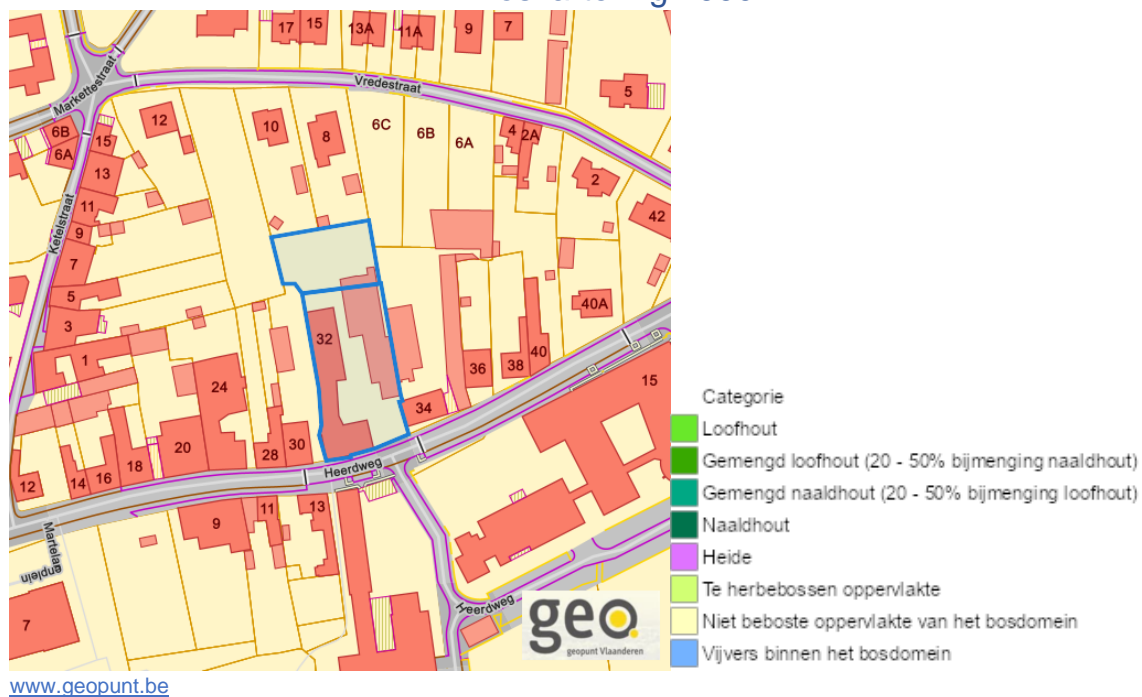 17 15 13A 11A 9 7
5
Vredestraat
Markettestraat
12 10 8 6C 6B 6A 4 2A
6B
6A
15
13
2
11
42
9
Ketelstraat
7
5
40A
3
32
1
24
36 38 40
15
34
20 28 30
12 14 16 18
Heerdweg
9 11 13
Martelaarplein
7
Heerdweg
geo
geopunt Vlaanderen
Categorie
Loofhout
Gemengd loofhout (20 - 50% bijmenging naaldhout)
Gemengd naaldhout (20 - 50% bijmenging loofhout)
Naaldhout
Heide
Te herbebossen oppervlakte
Niet beboste oppervlakte van het bosdomein
Vijvers binnen het bosdomein
www.geopunt.be